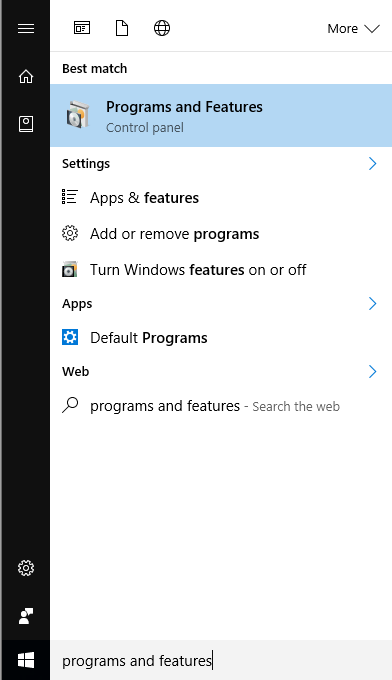 More
Best match
Programs and Features
Control panel
Settings
Apps & features
Add or remove programs
Turn Windows features on or off
Apps
Default Programs
Web
programs and features - Search the web
programs and features